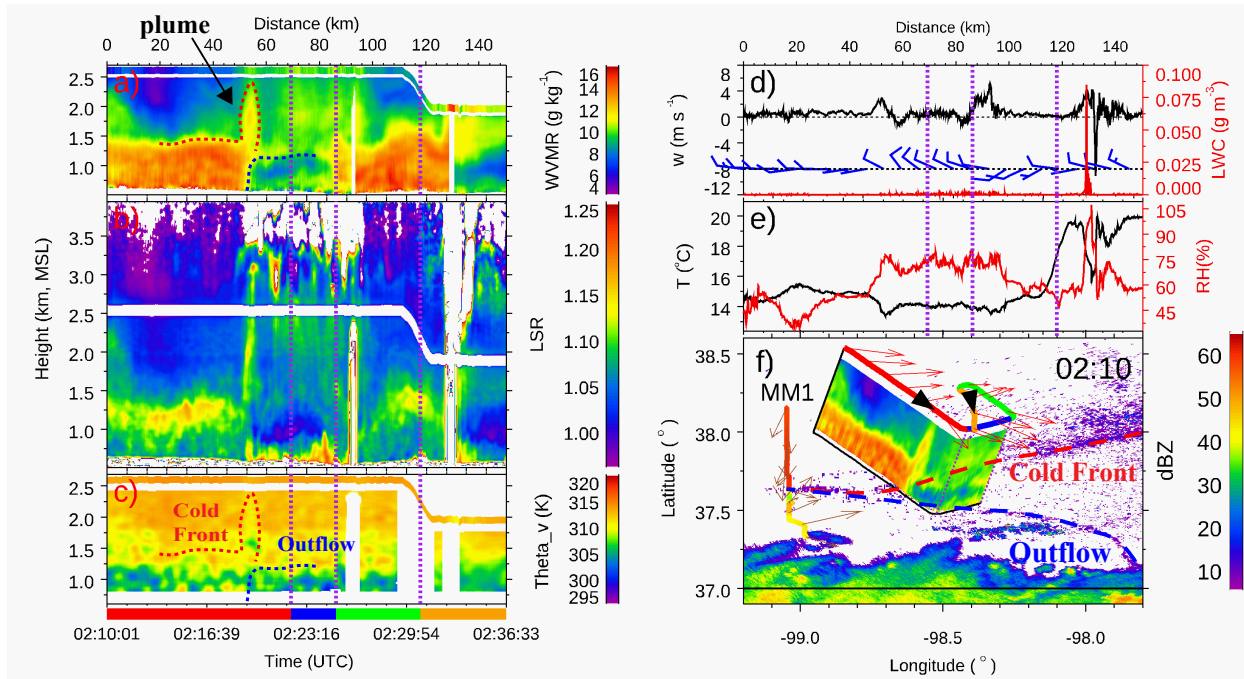 plume
Distance (km)
0 20 40 60 80 100 120 140
a)
2.5
2.0
1.5
1.0
16
14
12
10
8
6
4
WVMR (g kg⁻¹)
b)
3.5
3.0
2.5
2.0
1.5
1.0
Height (km, MSL)
1.25
1.20
1.15
1.10
1.05
1.00
LSR
c)
2.5
2.0
1.5
1.0
Cold
Front
Outflow
320
315
310
305
300
295
Theta_v (K)
02:10:01 02:16:39 02:23:16 02:29:54 02:36:33
Time (UTC)
Distance (km)
0 20 40 60 80 100 120 140
d)
8
4
0
-4
-8
-12
w (m s⁻¹)
0.100
0.075
0.050
0.025
0.000
LWC (g m⁻³)
e)
20
18
16
14
T (°C)
105
90
75
60
45
RH(%)
f)
02:10
MM1
Cold Front
Outflow
38.5
38.0
37.5
37.0
Latitude (°)
-99.0 -98.5 -98.0
Longitude (°)
60
50
40
30
20
10
dBZ